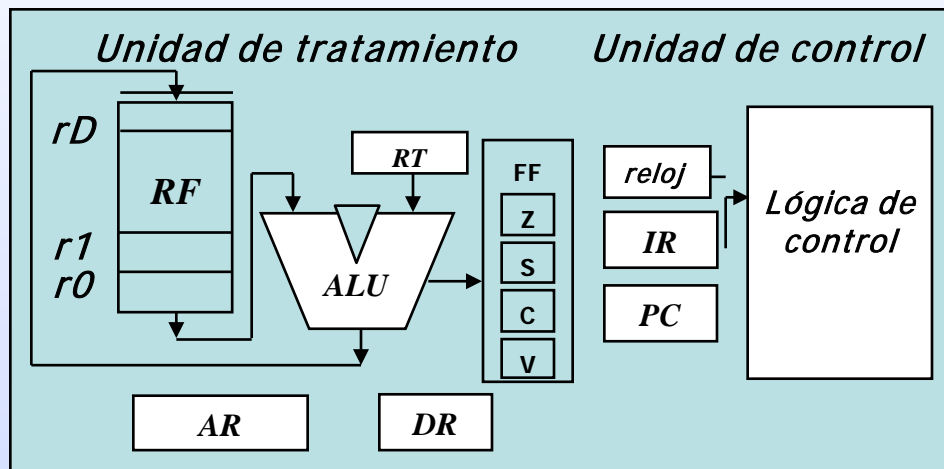 Unidad de tratamiento
Unidad de control
rD
RF
r1
r0
RT
ALU
FF
Z
S
C
V
reloj
IR
PC
Lógica de
control
AR
DR